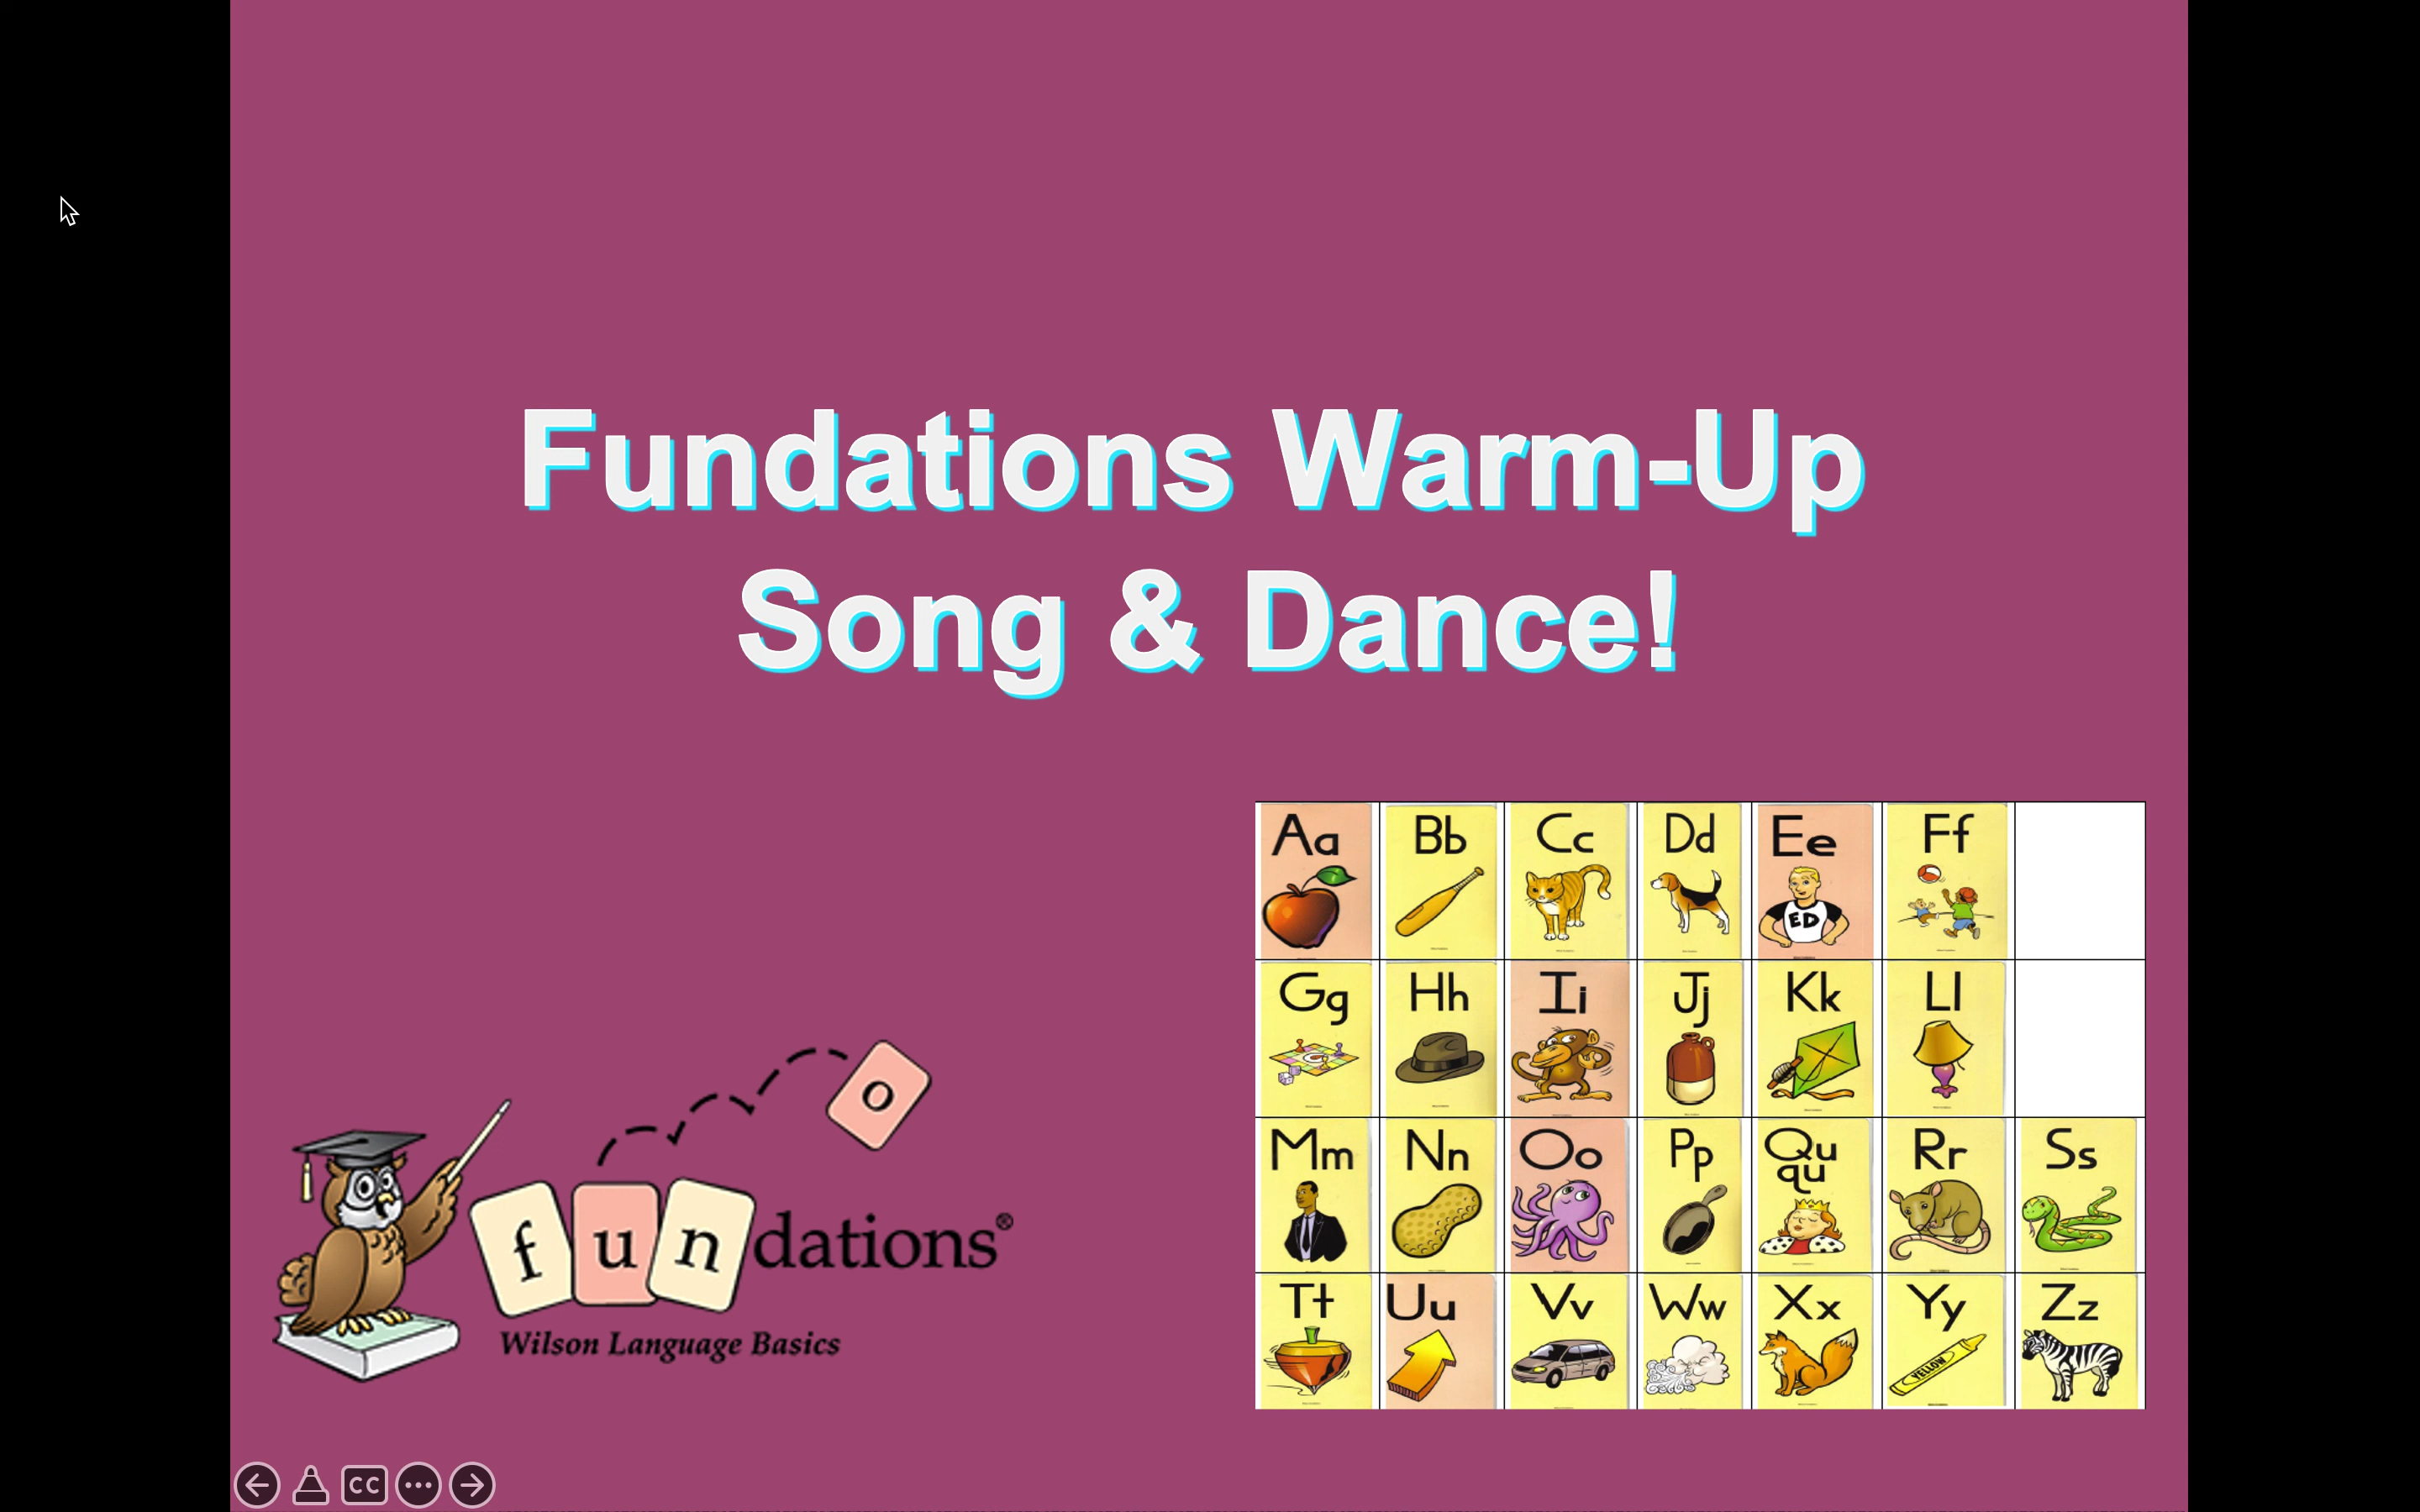 Fundations Warm-Up
Song & Dance!
Aa Bb Cc Dd Ee Ff
ED
Gg Hh Ii Jj Kk Ll
Mm Nn Oo Pp Qu qu Rr Ss
Tt Uu Vv Ww Xx Yy Zz
YELLOW
o
fundations®
Wilson Language Basics
CC